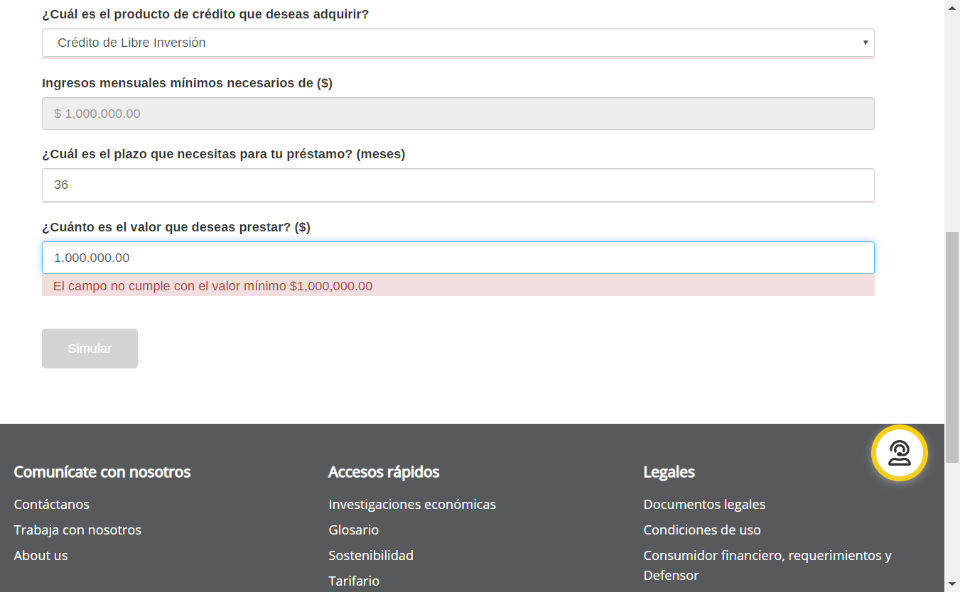 ¿Cuál es el producto de crédito que deseas adquirir?
Crédito de Libre Inversión
Ingresos mensuales mínimos necesarios de ($)
$ 1,000,000.00
¿Cuál es el plazo que necesitas para tu préstamo? (meses)
36
¿Cuánto es el valor que deseas prestar? ($)
1.000.000.00
El campo no cumple con el valor mínimo $1,000,000.00
Simular
Comunícate con nosotros
Contáctanos
Trabaja con nosotros
About us
Accesos rápidos
Investigaciones económicas
Glosario
Sostenibilidad
Tarifario
Legales
Documentos legales
Condiciones de uso
Consumidor financiero, requerimientos y
Defensor